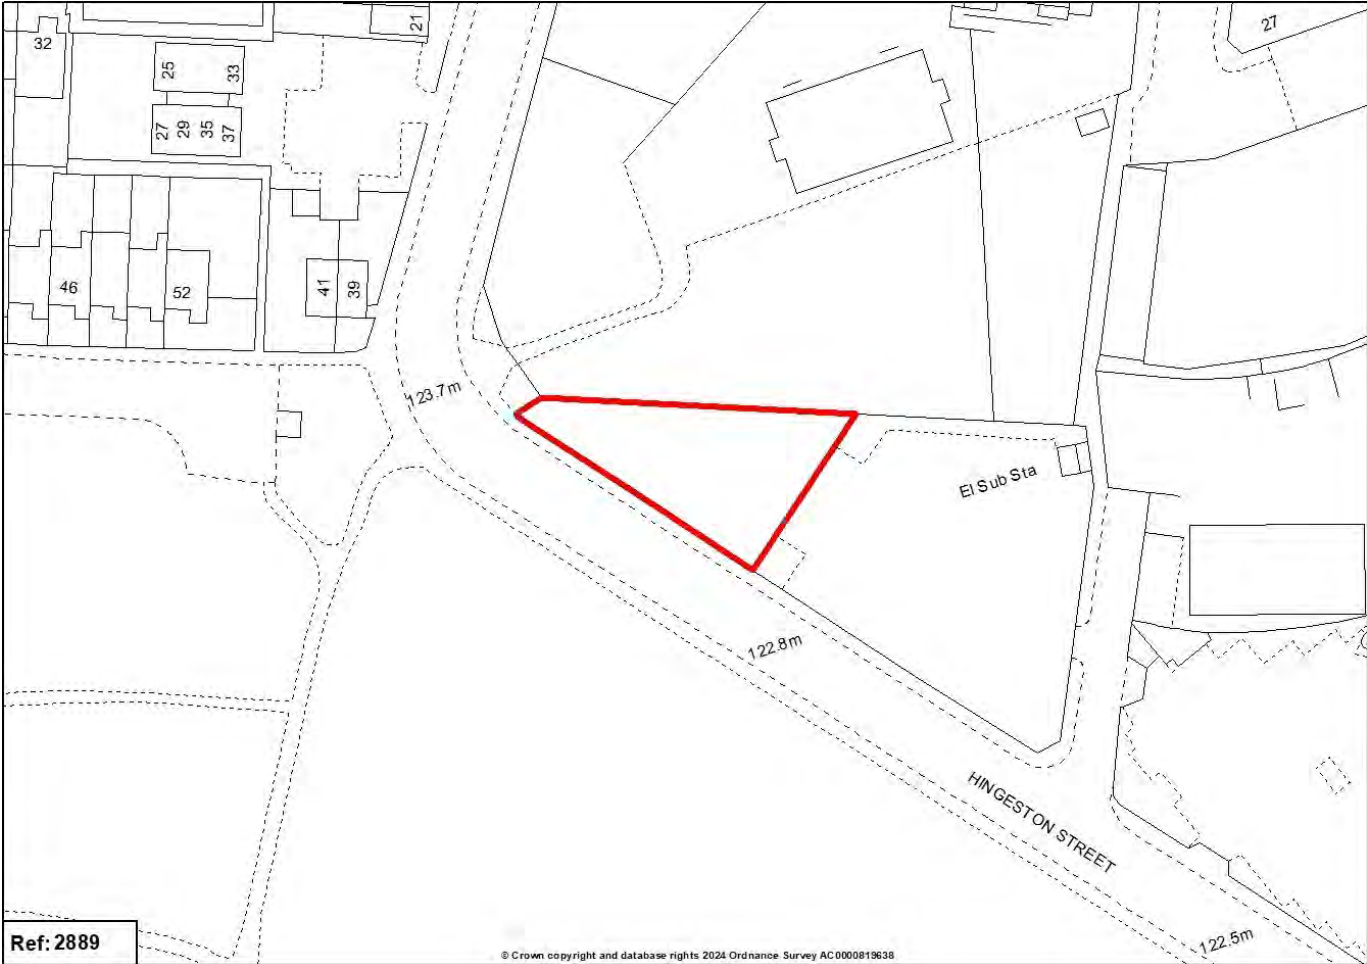 21
32
27
25
33
27
29
35
37
46
52
41
39
123.7m
El Sub Sta
122.8m
HINGESTON STREET
122.5m
Ref: 2889
© Crown copyright and database rights 2024 Ordnance Survey AC0000819638